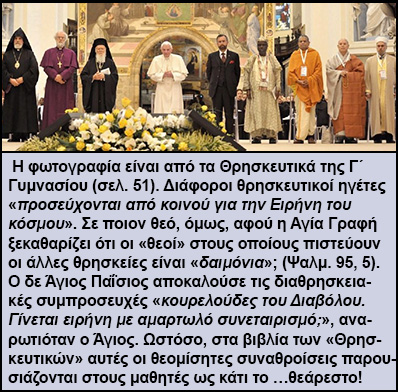 Η φωτογραφία είναι από τα Θρησκευτικά της Γ΄
Γυμνασίου (σελ. 51). Διάφοροι θρησκευτικοί ηγέτες
«προσεύχονται από κοινού για την Ειρήνη του
κόσμου». Σε ποιον θεό, όμως, αφού η Αγία Γραφή
ξεκαθαρίζει ότι οι «θεοί» στους οποίους πιστεύουν
οι άλλες θρησκείες είναι «δαιμόνια»; (Ψαλμ. 95, 5).
Ο δε Άγιος Παΐσιος αποκαλούσε τις διαθρησκεια-
κές συμπροσευχές «κουρελούδες του Διαβόλου.
Γίνεται ειρήνη με αμαρτωλό συνεταιρισμό;», ανα-
ρωτιόταν ο Άγιος. Ωστόσο, στα βιβλία των «Θρησ-
κευτικών» αυτές οι θεομίσητες συναθροίσεις παρου-
σιάζονται στους μαθητές ως κάτι το ...θεάρεστο!